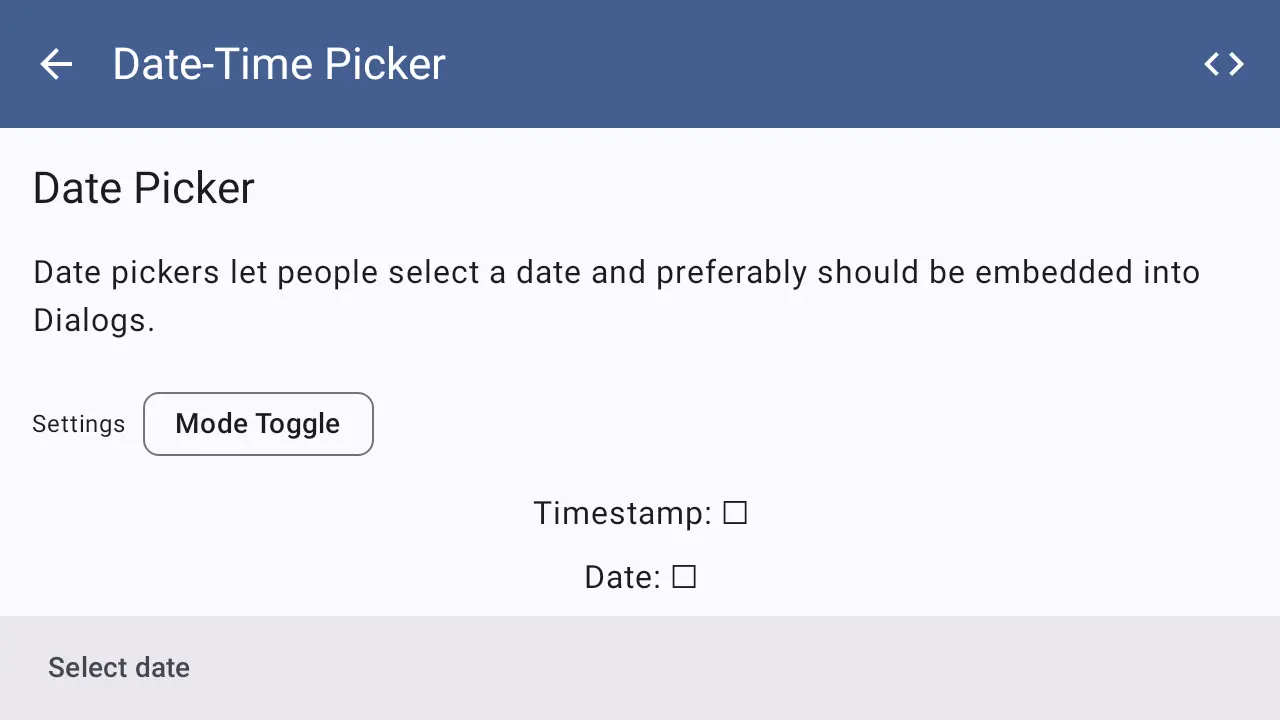 Date-Time Picker
Date Picker
Date pickers let people select a date and preferably should be embedded into
Dialogs.
Settings
Mode Toggle
Timestamp: ☐
Date: ☐
Select date